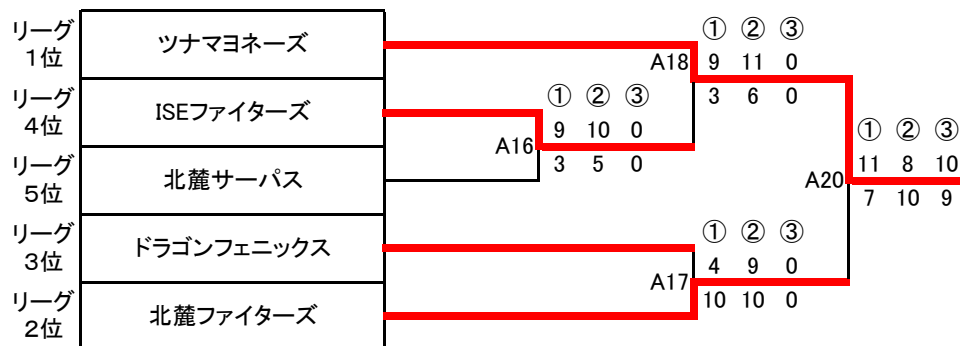 リーグ
1位
ツナマヨネーズ
リーグ
4位
ISEファイターズ
リーグ
5位
北麓サーパス
リーグ
3位
ドラゴンフェニックス
リーグ
2位
北麓ファイターズ
A16
① ② ③
9 10 0
3 5 0
A18
① ② ③
9 11 0
3 6 0
A17
① ② ③
4 9 0
10 10 0
A20
① ② ③
11 8 10
7 10 9